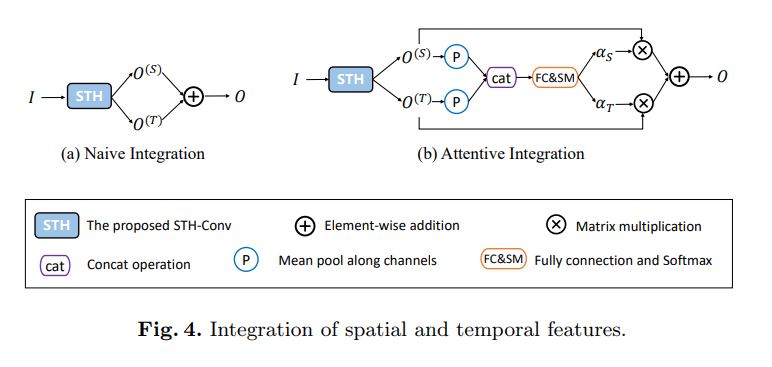 I STH O(S) O(T) O
(a) Naive Integration
I STH O(S) P O(T) P cat FC&SM αS αT O
(b) Attentive Integration
STH The proposed STH-Conv Element-wise addition Matrix multiplication
cat Concat operation P Mean pool along channels FC&SM Fully connection and Softmax
Fig. 4. Integration of spatial and temporal features.